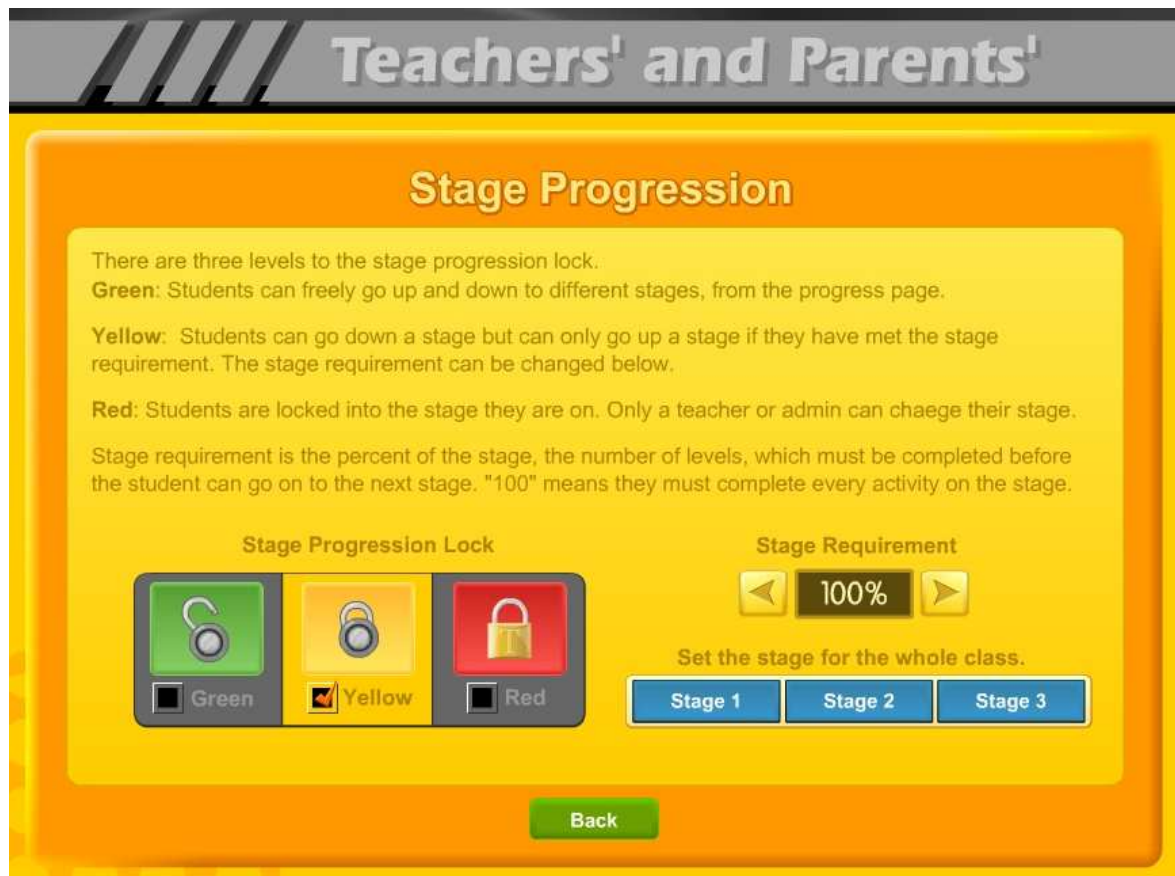 Teachers' and Parents'
Stage Progression
There are three levels to the stage progression lock.
Green: Students can freely go up and down to different stages, from the progress page.
Yellow:  Students can go down a stage but can only go up a stage if they have met the stage
requirement. The stage requirement can be changed below.
Red: Students are locked into the stage they are on. Only a teacher or admin can chaege their stage.
Stage requirement is the percent of the stage, the number of levels, which must be completed before
the student can go on to the next stage. "100" means they must complete every activity on the stage.
Stage Progression Lock
Green
Yellow
Red
Stage Requirement
100%
Set the stage for the whole class.
Stage 1
Stage 2
Stage 3
Back